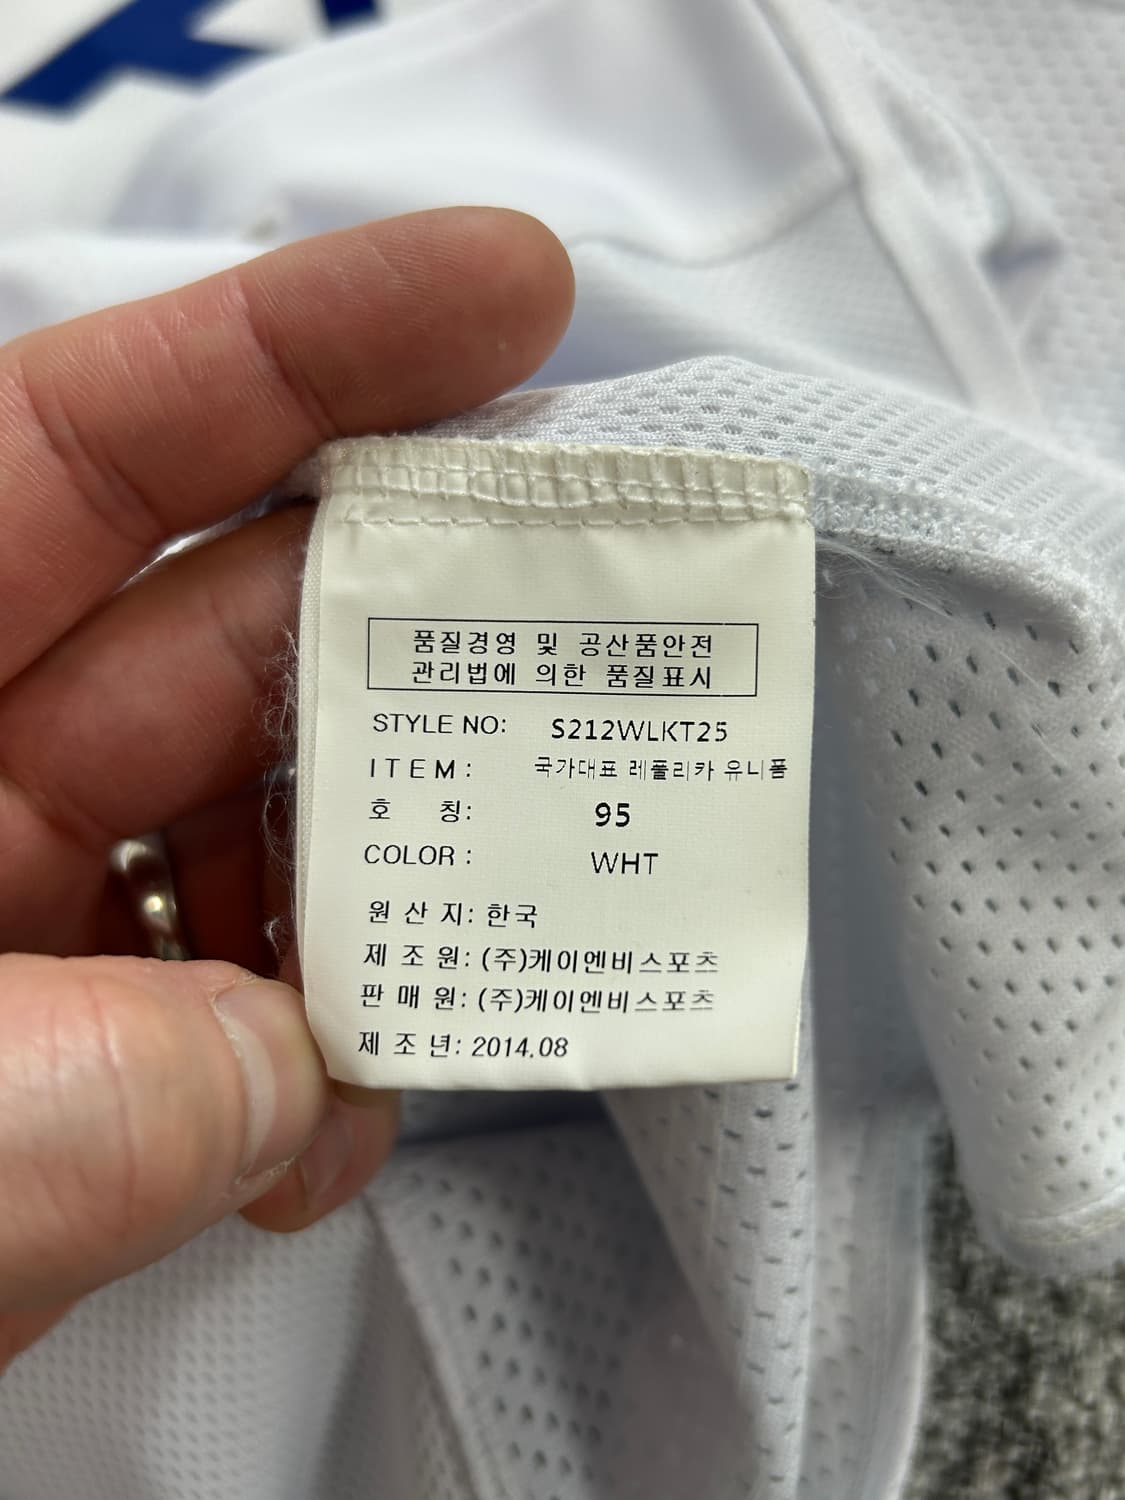 품질경영 및 공산품안전
관리법에 의한 품질표시
STYLE NO: S212WLKT25
ITEM: 국가대표 레플리카 유니폼
호 칭: 95
COLOR : WHT
원 산 지: 한국
제 조 원: (주)케이엔비스포츠
판 매 원: (주)케이엔비스포츠
제 조 년: 2014.08